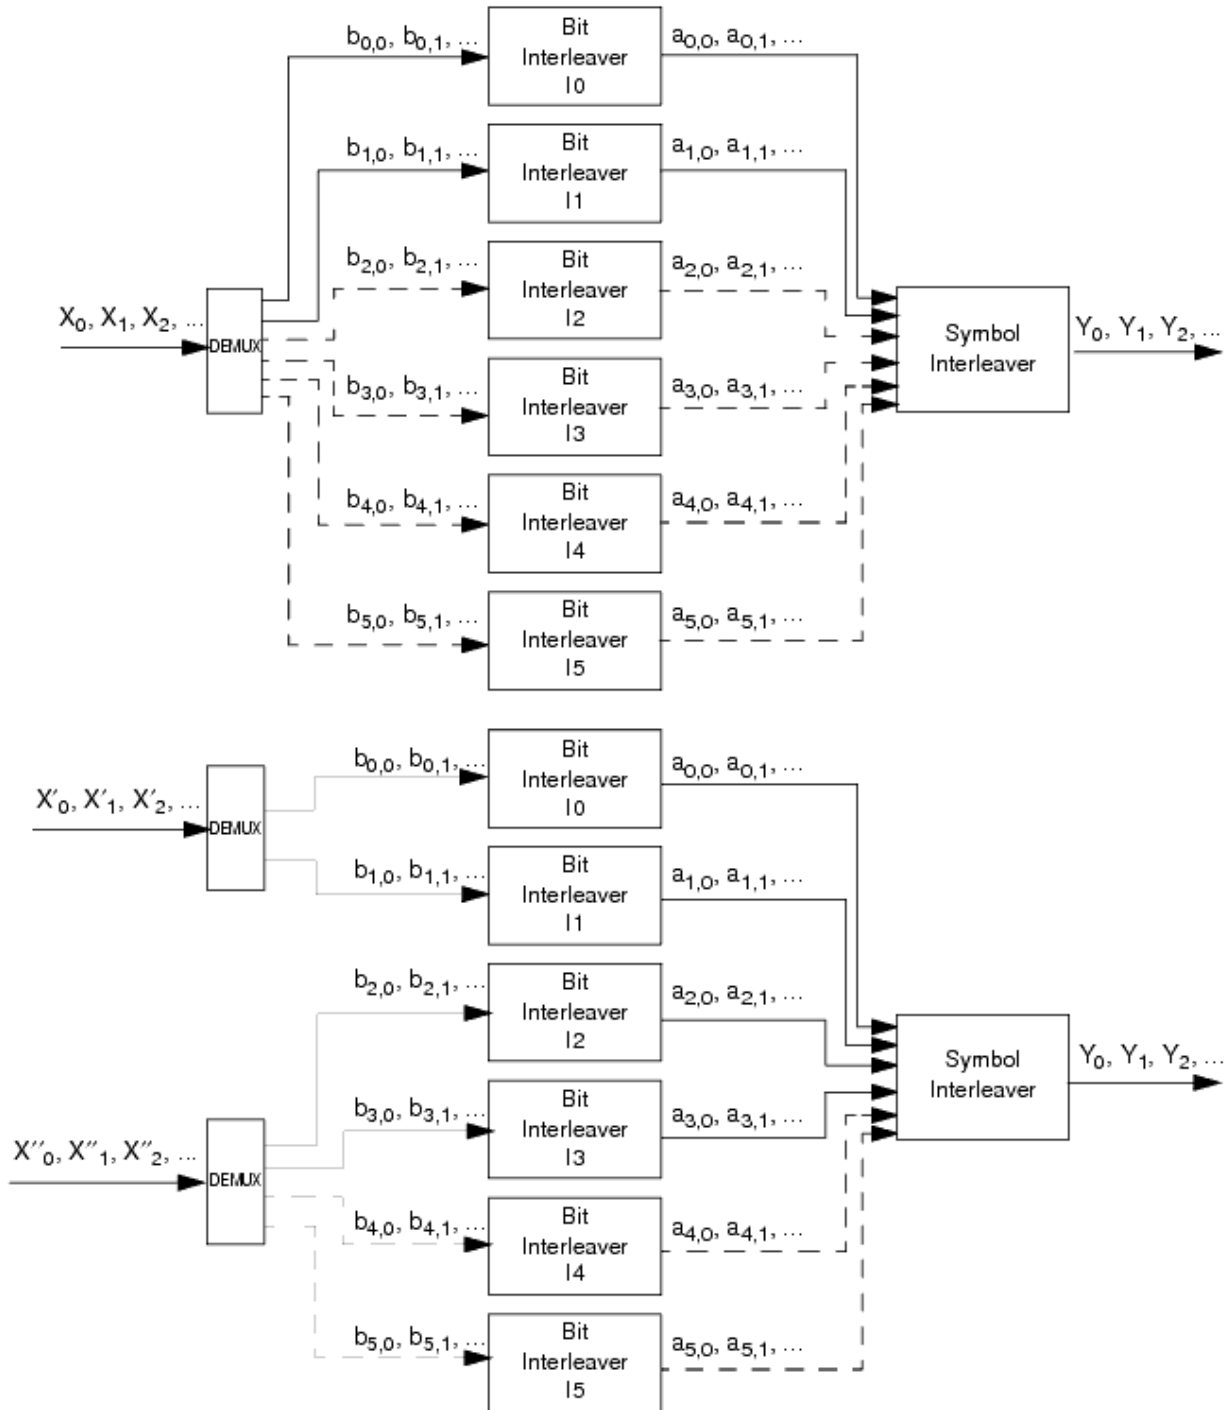 b0,0, b0,1, ...
Bit
Interleaver
I0
a0,0, a0,1, ...
b1,0, b1,1, ...
Bit
Interleaver
I1
a1,0, a1,1, ...
b2,0, b2,1, ...
Bit
Interleaver
I2
a2,0, a2,1, ...
X0, X1, X2, ...
DEMUX
Symbol
Interleaver
Y0, Y1, Y2, ...
b3,0, b3,1, ...
Bit
Interleaver
I3
a3,0, a3,1, ...
b4,0, b4,1, ...
Bit
Interleaver
I4
a4,0, a4,1, ...
b5,0, b5,1, ...
Bit
Interleaver
I5
a5,0, a5,1, ...
b0,0, b0,1, ...
Bit
Interleaver
I0
a0,0, a0,1, ...
X'0, X'1, X'2, ...
DEMUX
b1,0, b1,1, ...
Bit
Interleaver
I1
a1,0, a1,1, ...
b2,0, b2,1, ...
Bit
Interleaver
I2
a2,0, a2,1, ...
Symbol
Interleaver
Y0, Y1, Y2, ...
b3,0, b3,1, ...
Bit
Interleaver
I3
a3,0, a3,1, ...
X''0, X''1, X''2, ...
DEMUX
b4,0, b4,1, ...
Bit
Interleaver
I4
a4,0, a4,1, ...
b5,0, b5,1, ...
Bit
Interleaver
I5
a5,0, a5,1, ...